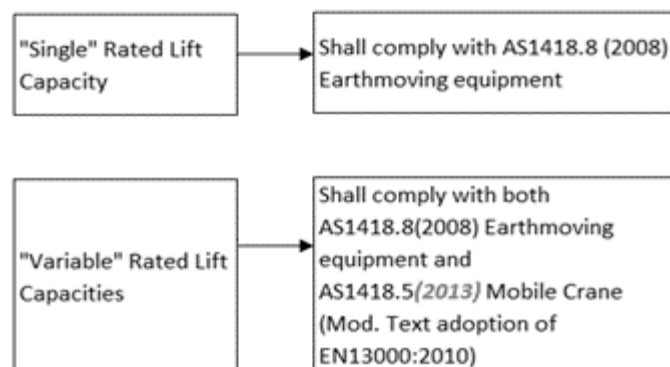 "Single" Rated Lift
Capacity
Shall comply with AS1418.8 (2008)
Earthmoving equipment
"Variable" Rated Lift
Capacities
Shall comply with both
AS1418.8(2008) Earthmoving
equipment and
AS1418.5(2013) Mobile Crane
(Mod. Text adoption of
EN13000:2010)